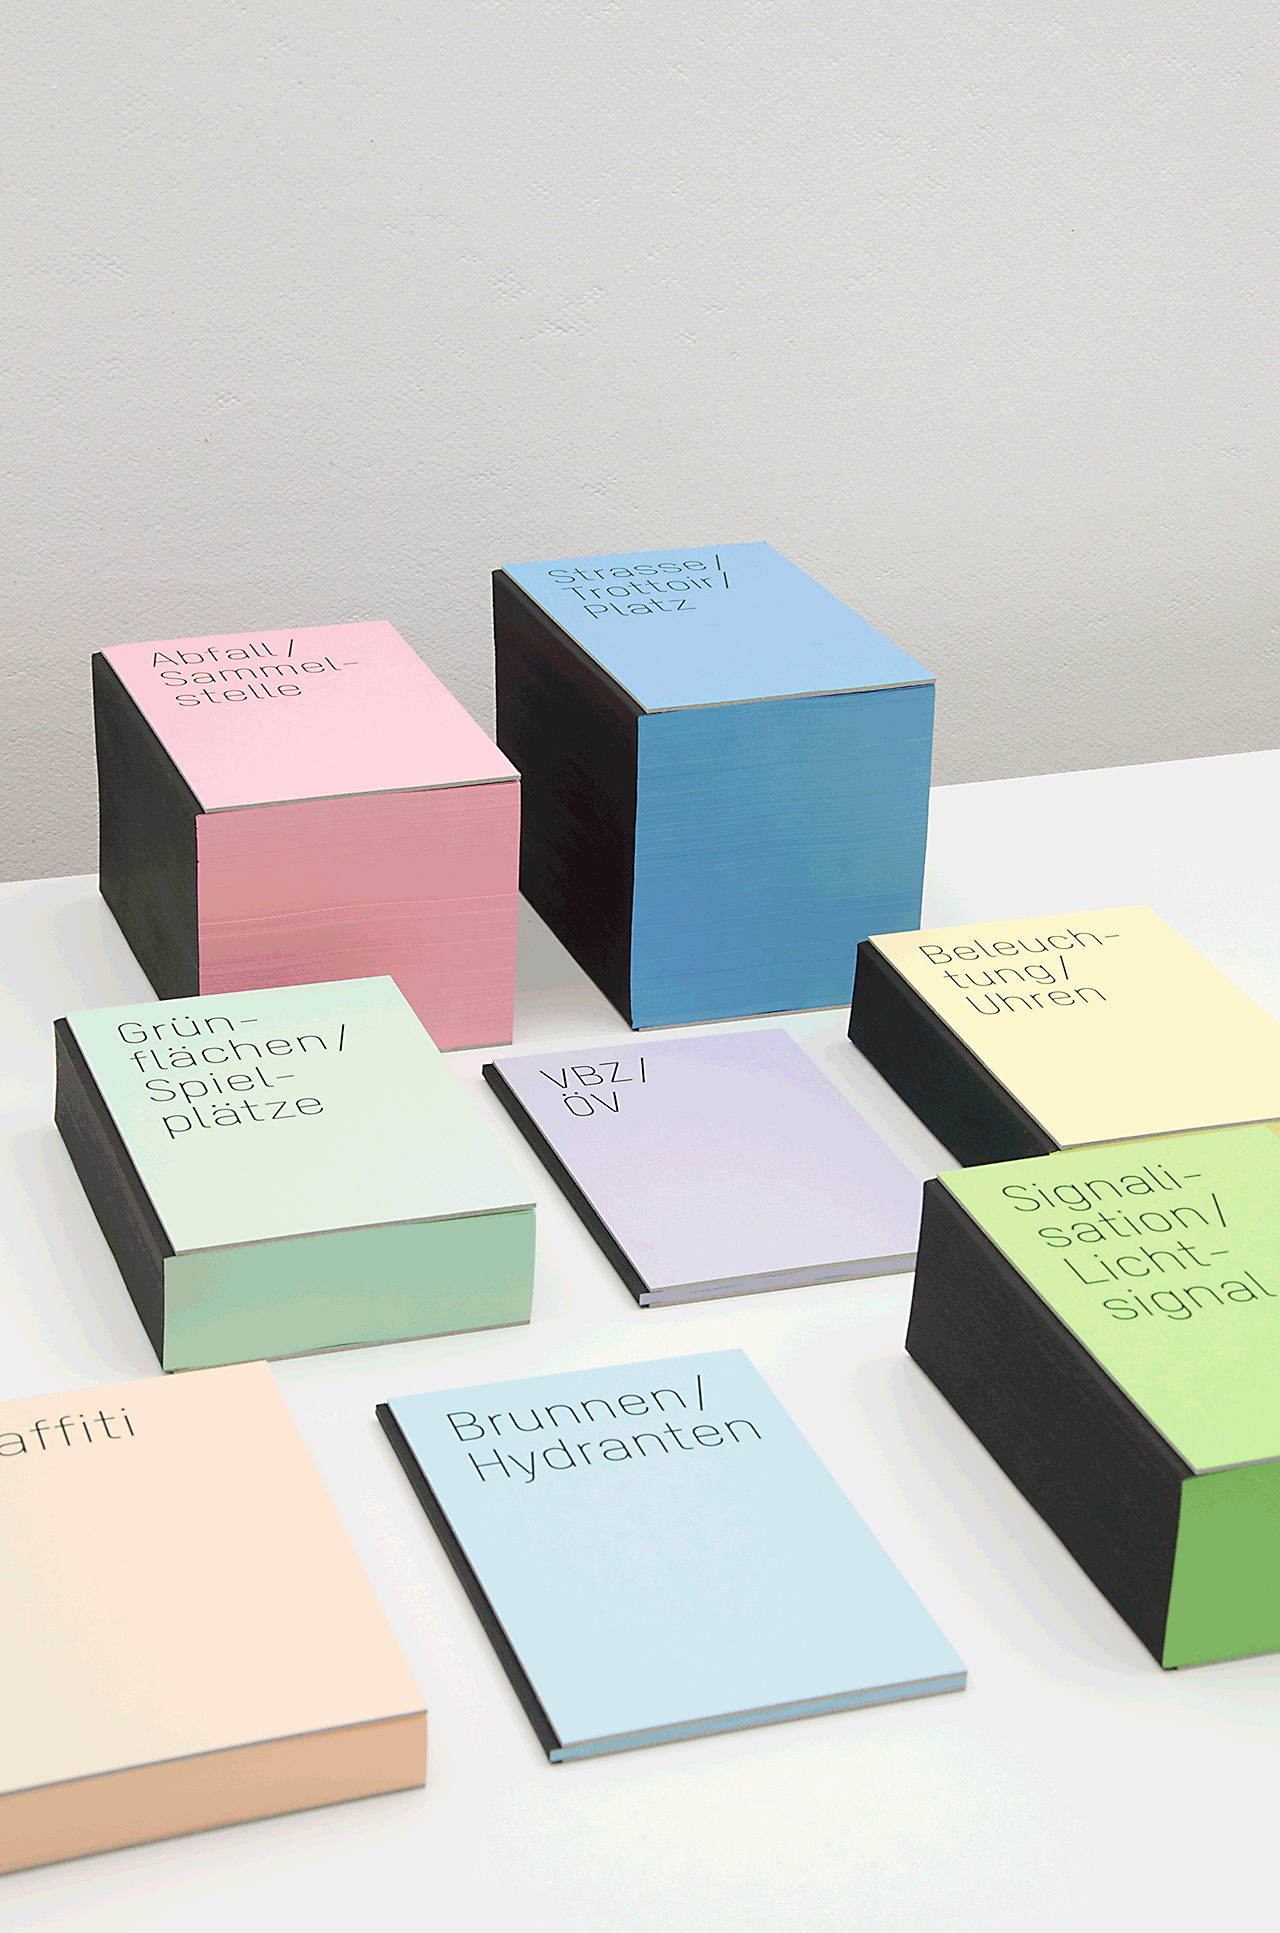 Strasse/
Trottoir/
Platz
Abfall/
Sammel-
stelle
Beleuch-
tung/
Uhren
Grün-
flächen/
Spiel-
plätze
VBZ/
ÖV
Signali-
sation/
Licht-
signal
Brunnen/
Hydranten
affiti